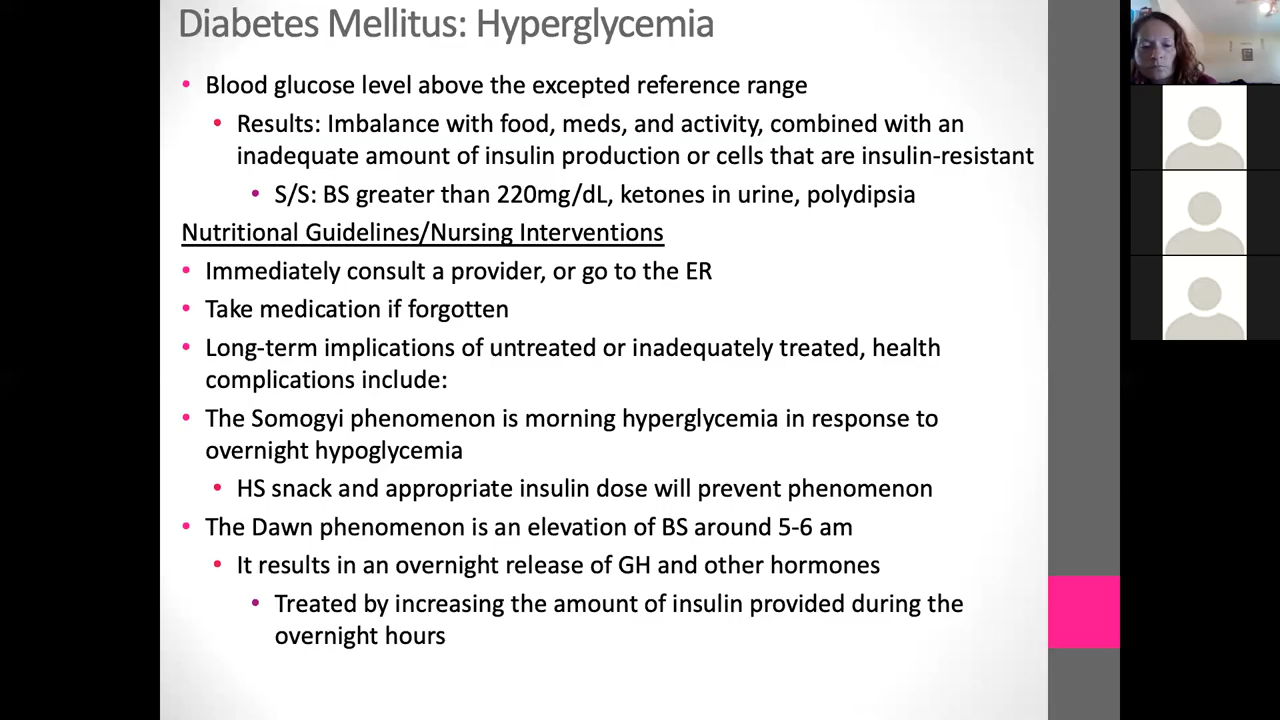 Diabetes Mellitus: Hyperglycemia
• Blood glucose level above the excepted reference range
• Results: Imbalance with food, meds, and activity, combined with an
inadequate amount of insulin production or cells that are insulin-resistant
• S/S: BS greater than 220mg/dL, ketones in urine, polydipsia
Nutritional Guidelines/Nursing Interventions
• Immediately consult a provider, or go to the ER
• Take medication if forgotten
• Long-term implications of untreated or inadequately treated, health
complications include:
• The Somogyi phenomenon is morning hyperglycemia in response to
overnight hypoglycemia
• HS snack and appropriate insulin dose will prevent phenomenon
• The Dawn phenomenon is an elevation of BS around 5-6 am
• It results in an overnight release of GH and other hormones
• Treated by increasing the amount of insulin provided during the
overnight hours